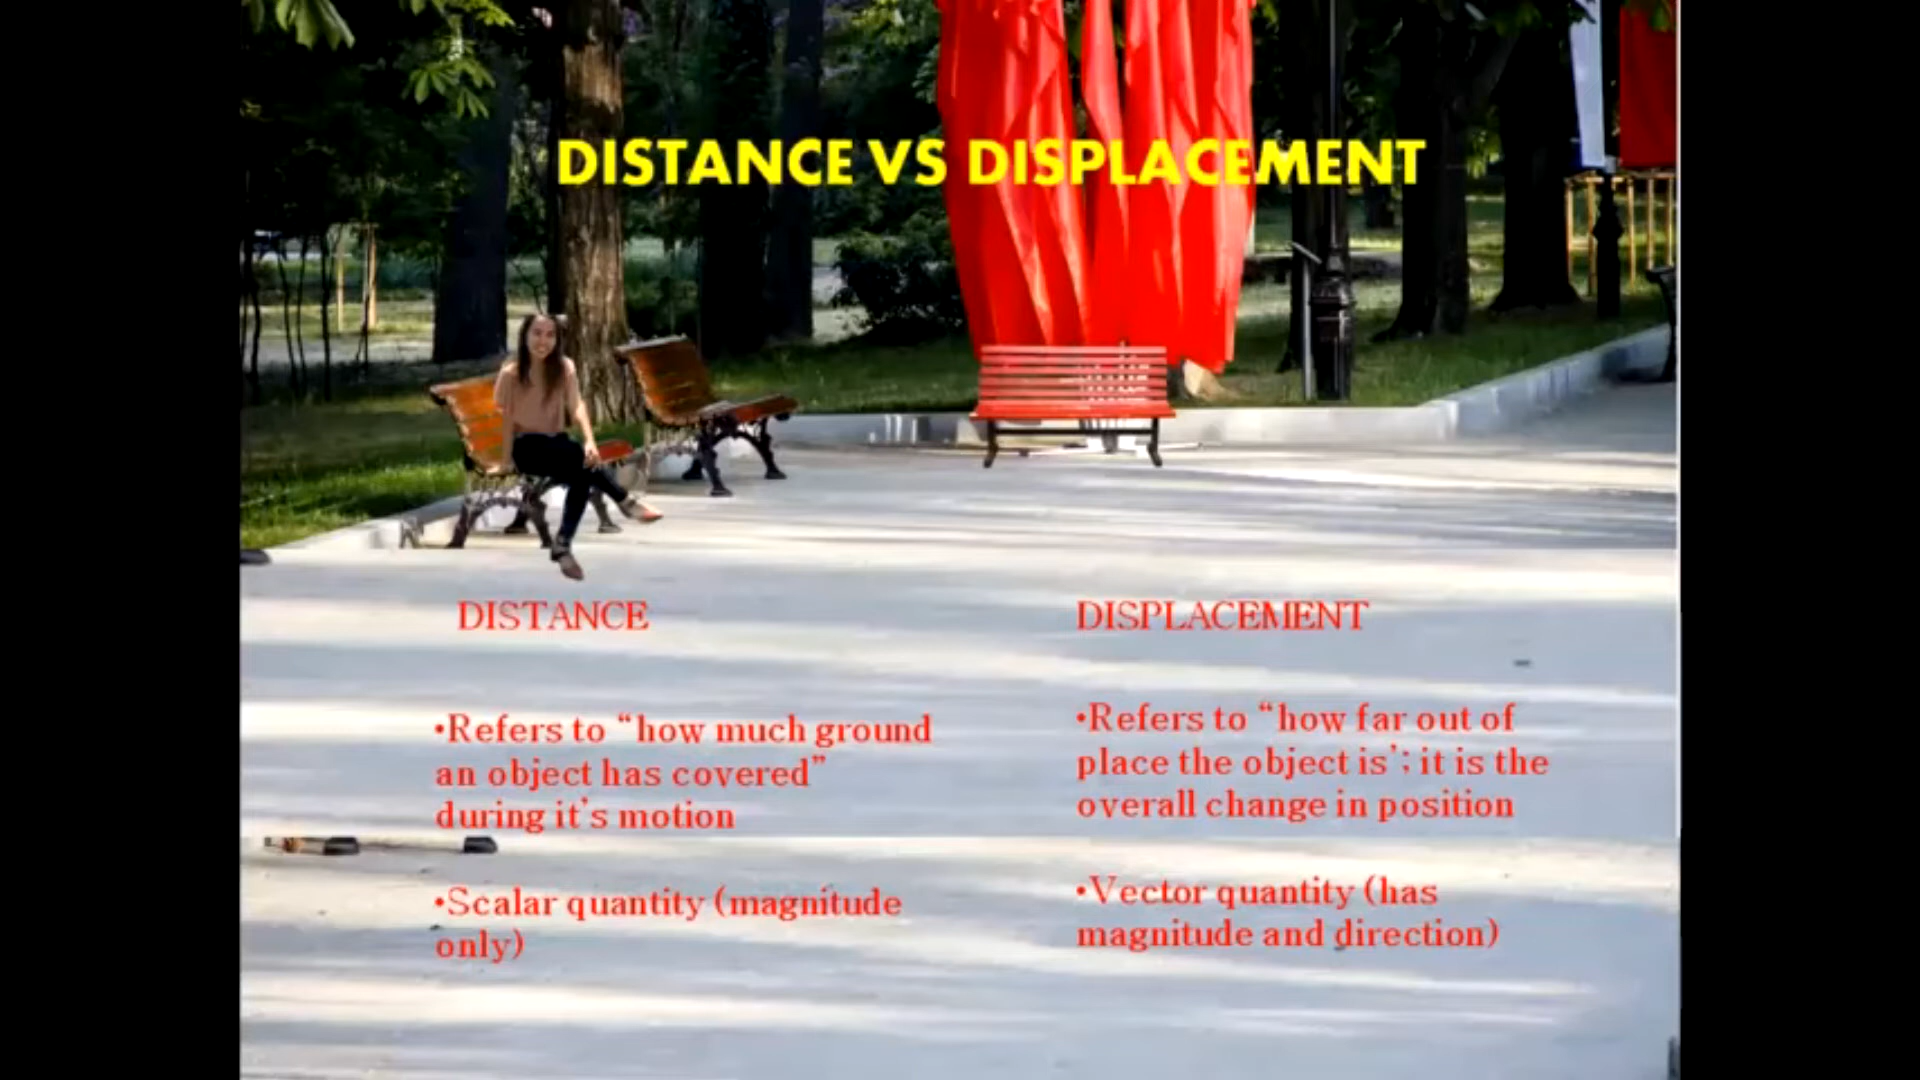 DISTANCE VS DISPLACEMENT
DISTANCE
•Refers to “how much ground
an object has covered”
during it’s motion
•Scalar quantity (magnitude
only)
DISPLACEMENT
•Refers to “how far out of
place the object is’; it is the
overall change in position
•Vector quantity (has
magnitude and direction)